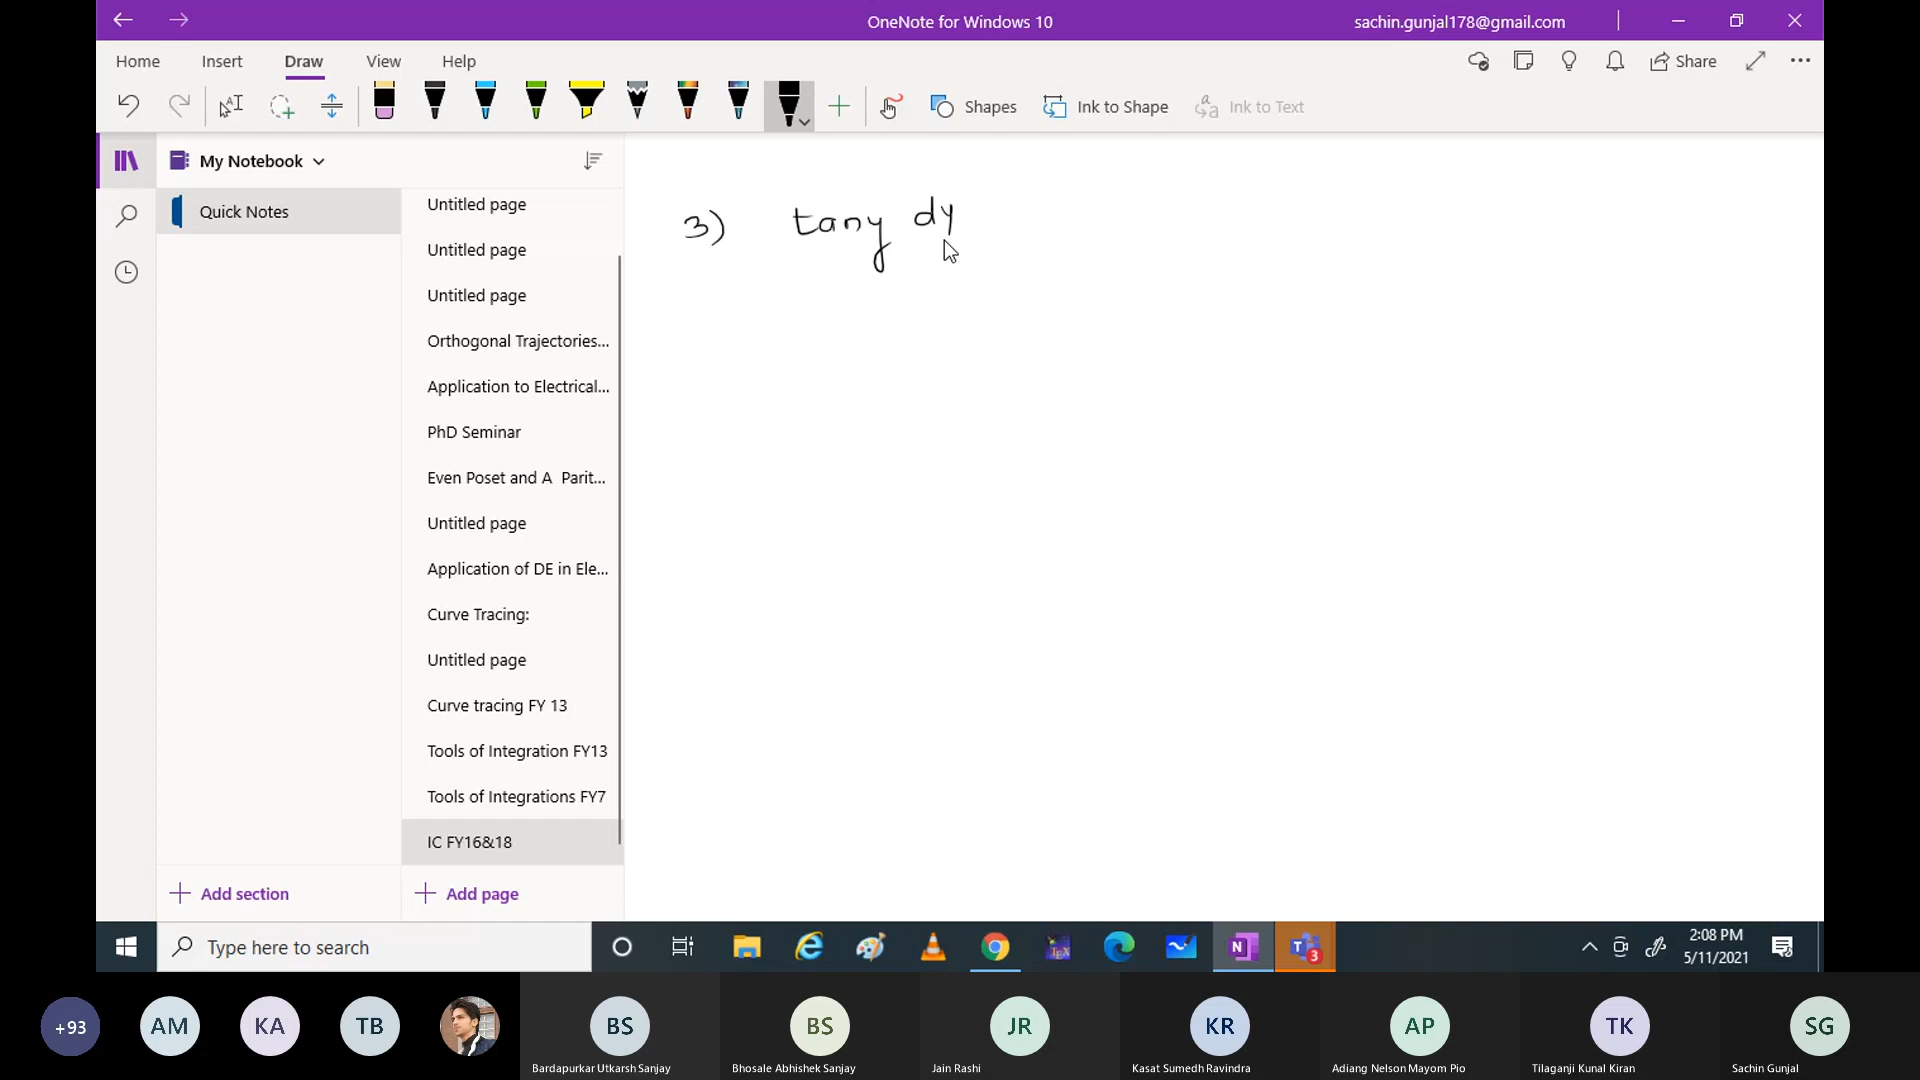 OneNote for Windows 10
sachin.gunjal178@gmail.com
Home Insert Draw View Help
Share
Shapes
Ink to Shape
Ink to Text
My Notebook
Quick Notes
Untitled page
Untitled page
Untitled page
Orthogonal Trajectories...
Application to Electrical...
PhD Seminar
Even Poset and A Parit...
Untitled page
Application of DE in Ele...
Curve Tracing:
Untitled page
Curve tracing FY 13
Tools of Integration FY13
Tools of Integrations FY7
IC FY16&18
Add section
Add page
3) tany dy
Type here to search
2:08 PM
5/11/2021
3
+93
AM
KA
TB
BS
Bardapurkar Utkarsh Sanjay
BS
Bhosale Abhishek Sanjay
JR
Jain Rashi
KR
Kasat Sumedh Ravindra
AP
Adiang Nelson Mayom Pio
TK
Tilaganji Kunal Kiran
SG
Sachin Gunjal